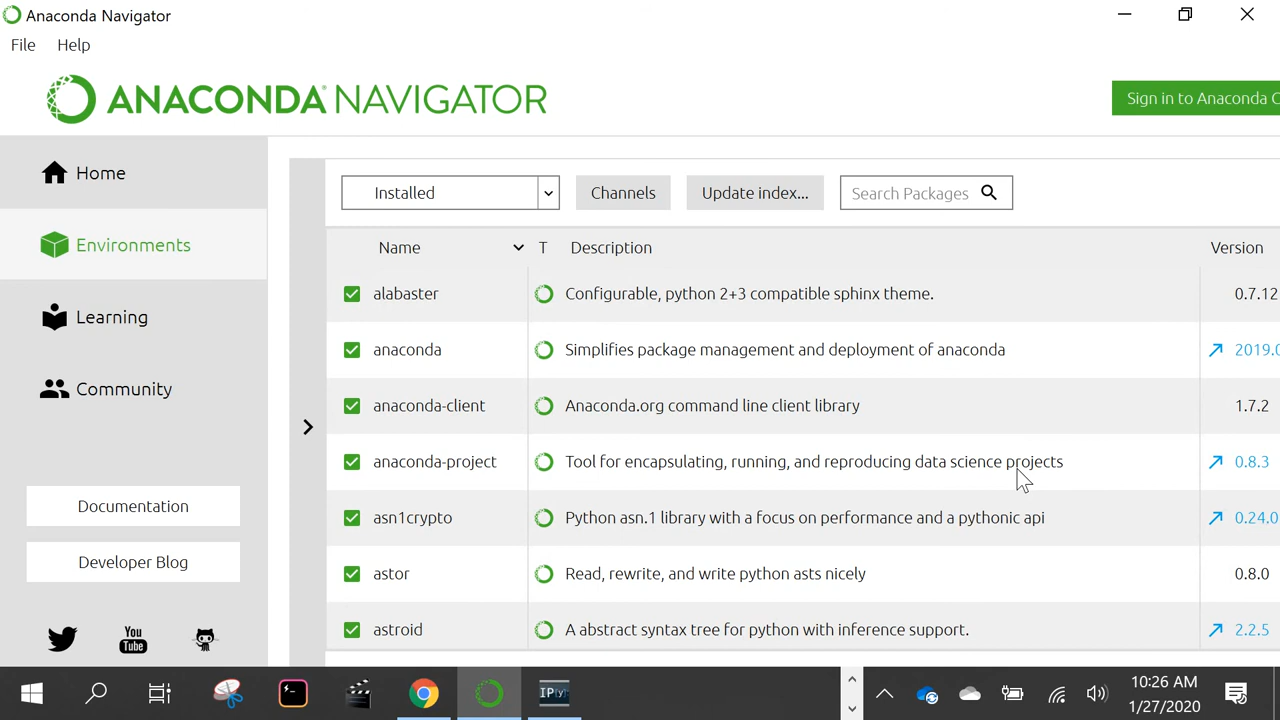 Anaconda Navigator
File Help
ANACONDA NAVIGATOR
Sign in to Anaconda C
Home
Environments
Learning
Community
Documentation
Developer Blog
You
Tube
Installed
Channels
Update index...
Search Packages
Name T Description Version
alabaster Configurable, python 2+3 compatible sphinx theme. 0.7.12
anaconda Simplifies package management and deployment of anaconda 2019.0
anaconda-client Anaconda.org command line client library 1.7.2
anaconda-project Tool for encapsulating, running, and reproducing data science projects 0.8.3
asn1crypto Python asn.1 library with a focus on performance and a pythonic api 0.24.0
astor Read, rewrite, and write python asts nicely 0.8.0
astroid A abstract syntax tree for python with inference support. 2.2.5
IP[y]:
10:26 AM
1/27/2020